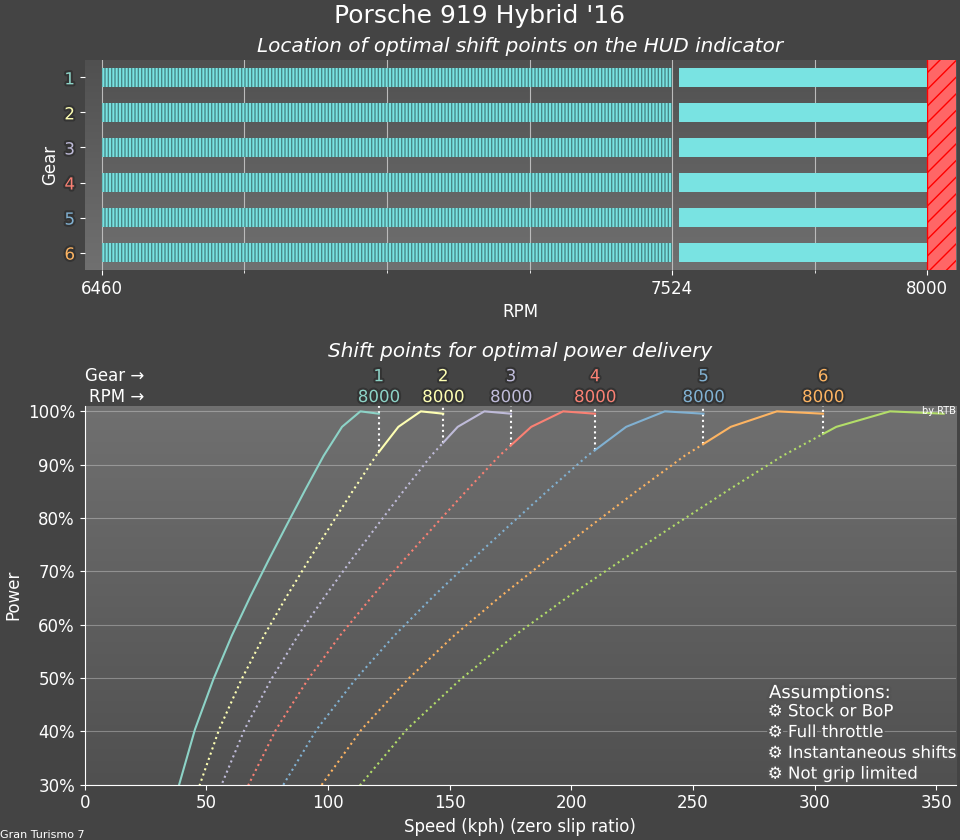 Porsche 919 Hybrid '16
Location of optimal shift points on the HUD indicator
Gear
1
2
3
4
5
6
6460 7524 8000
RPM
Shift points for optimal power delivery
Gear → 1 2 3 4 5 6
RPM → 8000 8000 8000 8000 8000 8000
by RTB
Power
100%
90%
80%
70%
60%
50%
40%
30%
Assumptions:
⚙ Stock or BoP
⚙ Full throttle
⚙ Instantaneous shifts
⚙ Not grip limited
0 50 100 150 200 250 300 350
Speed (kph) (zero slip ratio)
Gran Turismo 7